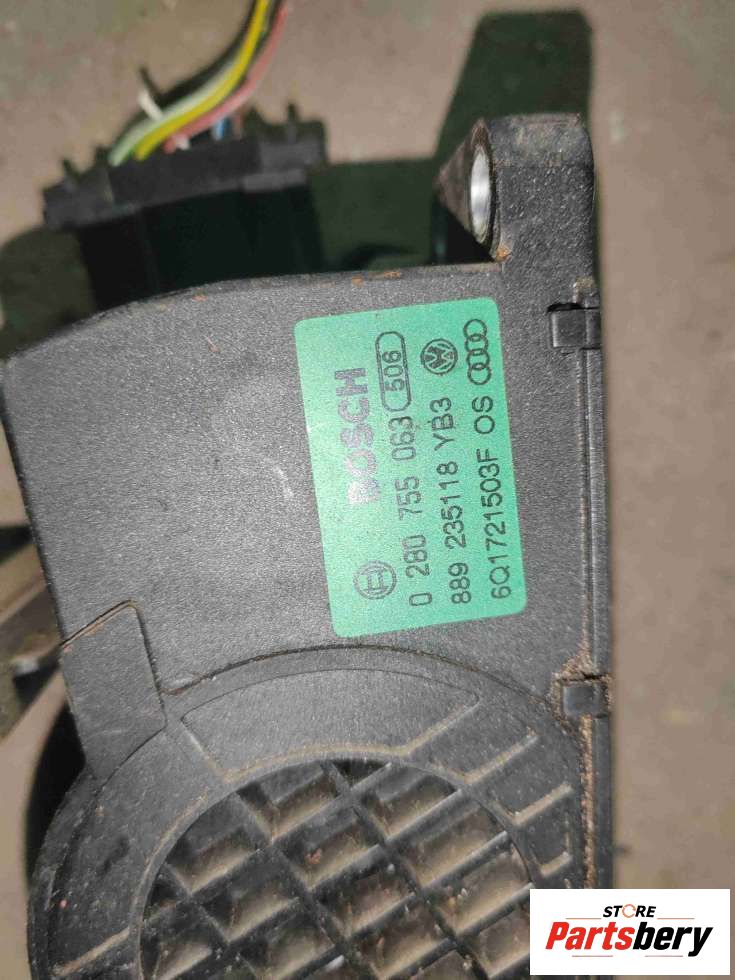 BOSCH
0 280 755 063 506
889 235118 YB3
6Q1721503F OS
STORE
Partsbery